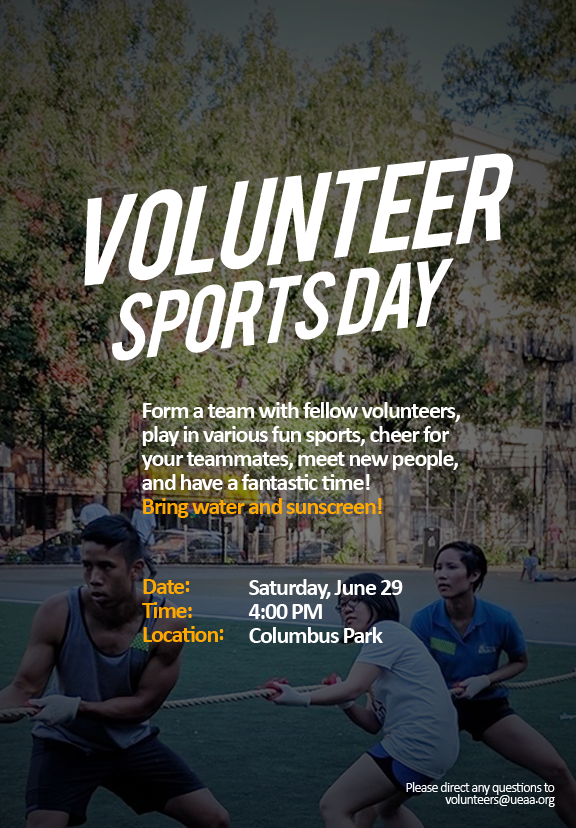 VOLUNTEER
SPORTS DAY
Form a team with fellow volunteers,
play in various fun sports, cheer for
your teammates, meet new people,
and have a fantastic time!
Bring water and sunscreen!
Date: Saturday, June 29
Time: 4:00 PM
Location: Columbus Park
Please direct any questions to
volunteers@ueaa.org